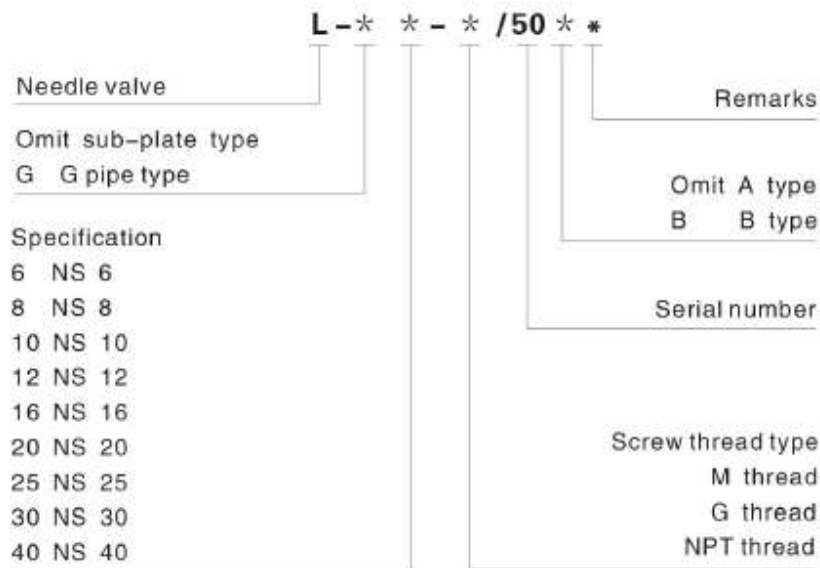 L-* *- * /50 * *
Needle valve
Omit sub-plate type
G G pipe type
Specification
6 NS 6
8 NS 8
10 NS 10
12 NS 12
16 NS 16
20 NS 20
25 NS 25
30 NS 30
40 NS 40
Remarks
Omit A type
B B type
Serial number
Screw thread type
M thread
G thread
NPT thread